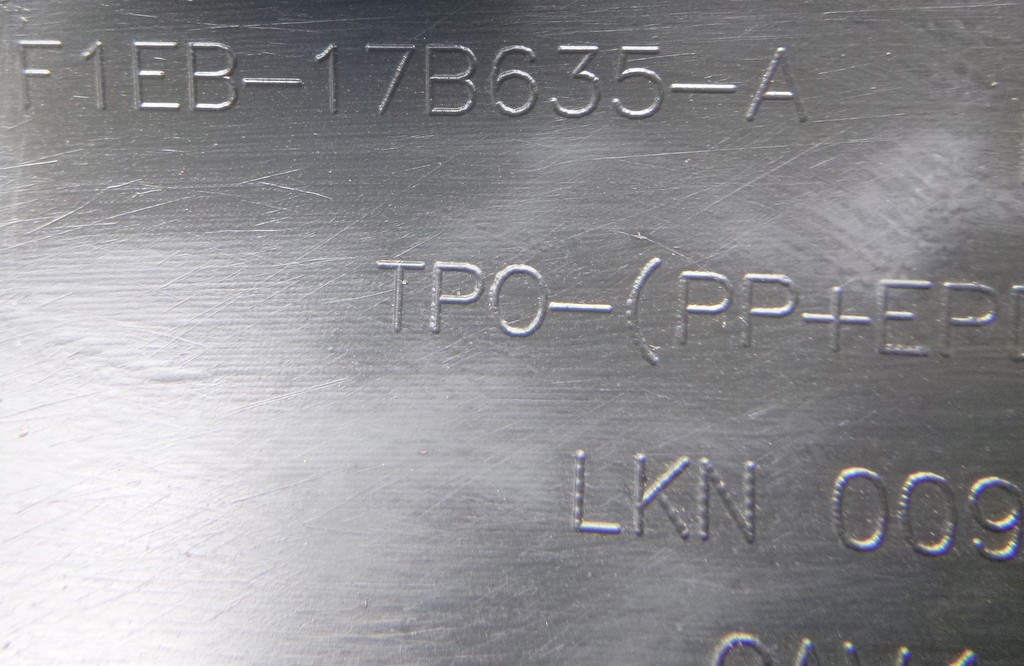 F1EB-17B635-A
TPO-(PP+EP
LKN 009